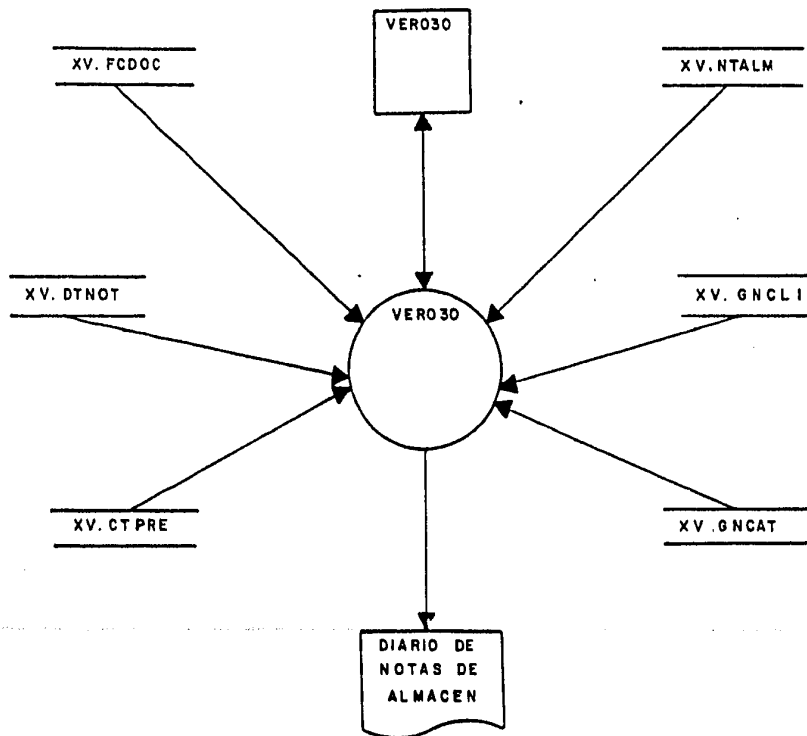 VER030
XV. FCDOC
XV. NTALM
XV. DTNOT
XV. GNCLI
VER030
XV. CTPRE
XV. GNCAT
DIARIO DE
NOTAS DE
ALMACEN